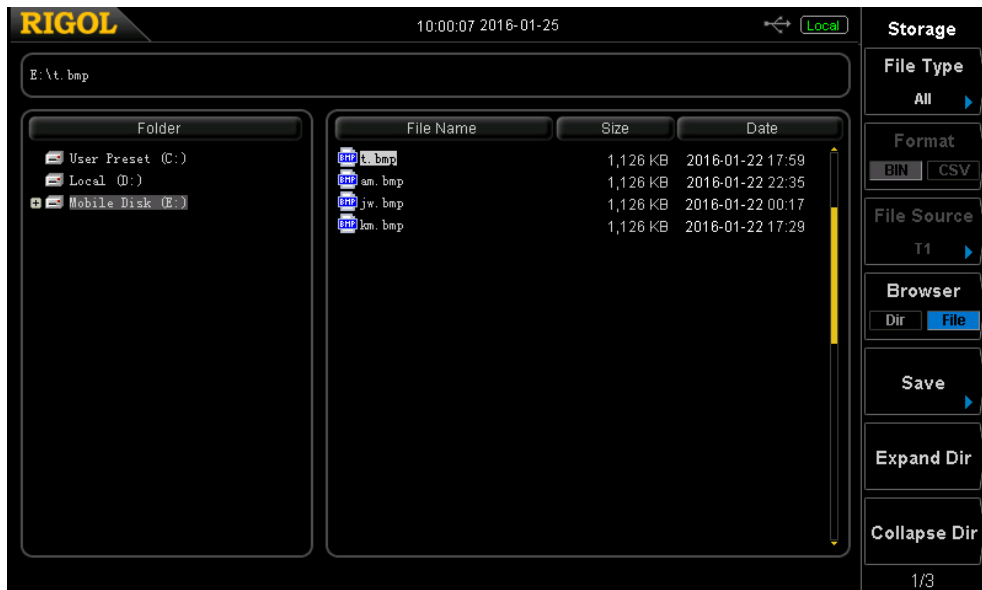 RIGOL 10:00:07 2016-01-25 Local Storage
E:\t.bmp
Folder
User Preset (C:)
Local (D:)
Mobile Disk (E:)
File Name Size Date
BMP t.bmp 1,126 KB 2016-01-22 17:59
BMP am.bmp 1,126 KB 2016-01-22 22:35
BMP jw.bmp 1,126 KB 2016-01-22 00:17
BMP km.bmp 1,126 KB 2016-01-22 17:29
File Type
All
Format
BIN CSV
File Source
T1
Browser
Dir File
Save
Expand Dir
Collapse Dir
1/3